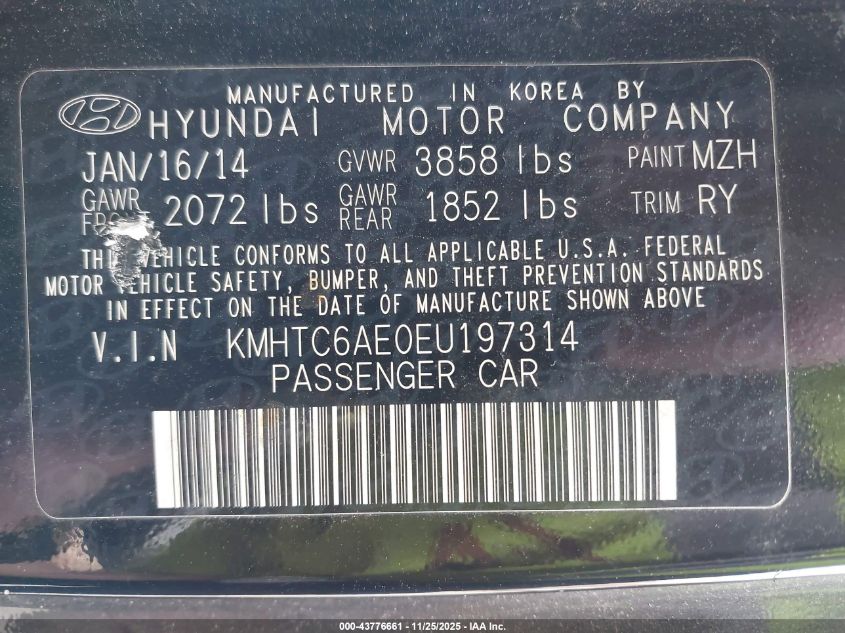 MANUFACTURED IN KOREA BY
HYUNDAI MOTOR COMPANY
JAN/16/14 GVWR 3858 lbs PAINT MZH
GAWR 2072 lbs GAWR REAR 1852 lbs TRIM RY
VEHICLE CONFORMS TO ALL APPLICABLE U.S.A. FEDERAL
MOTOR SAFETY, BUMPER, AND THEFT PREVENTION STANDARDS
IN EFFECT ON THE DATE OF MANUFACTURE SHOWN ABOVE
V.I.N KMHTC6AE0EU197314
PASSENGER CAR
000-43776661 - 11/25/2025 - IAA Inc.